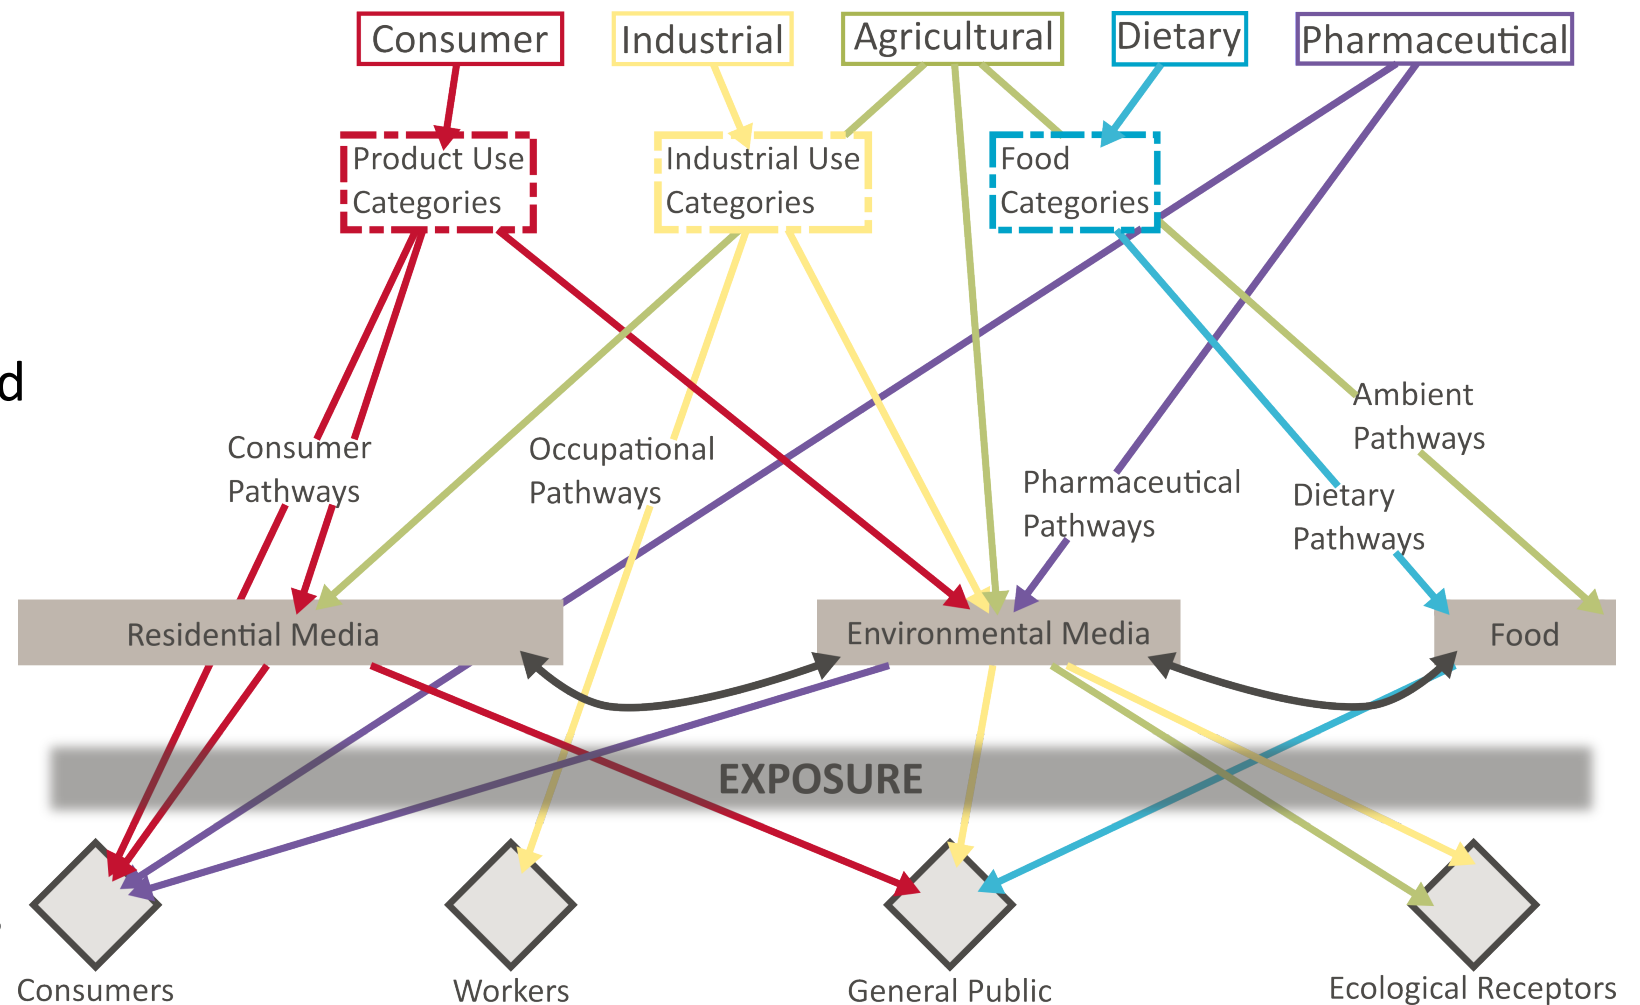 Consumer
Industrial
Agricultural
Dietary
Pharmaceutical
Product Use
Categories
Industrial Use
Categories
Food
Categories
d
Consumer
Pathways
Occupational
Pathways
Pharmaceutical
Pathways
Dietary
Pathways
Ambient
Pathways
Residential Media
Environmental Media
Food
EXPOSURE
Consumers
Workers
General Public
Ecological Receptors